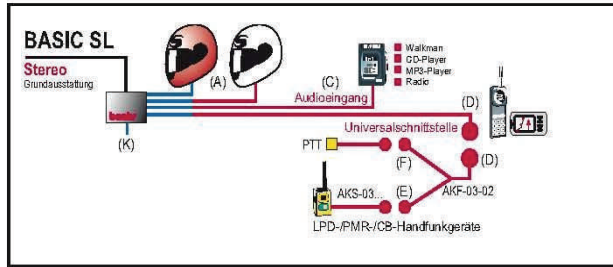 BASIC SL
Stereo
Grundausstattung
(A)
(C)
Walkman
CD-Player
MP3-Player
Radio
Audioeingang
(D)
(K)
Universalschnittstelle
PTT
(F)
(D)
AKS-03...
(E)
AKF-03-02
LPD-/PMR-/CB-Handfunkgeräte